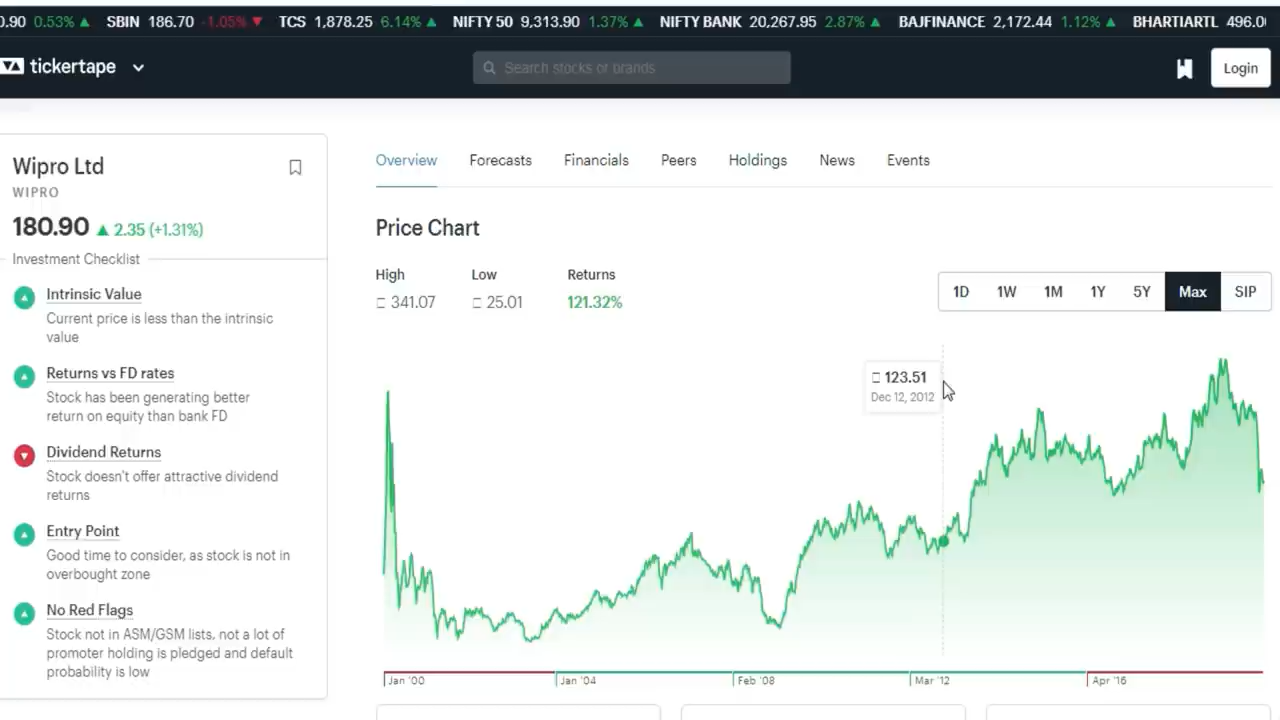 0.90 0.53% ▲ SBIN 186.70 -1.05% ▼ TCS 1,878.25 6.14% ▲ NIFTY 50 9,313.90 1.37% ▲ NIFTY BANK 20,267.95 2.87% ▲ BAJFINANCE 2,172.44 1.12% ▲ BHARTIARTL 496.0
tickertape
Search stocks or brands
Login
Wipro Ltd
WIPRO
180.90 ▲ 2.35 (+1.31%)
Investment Checklist
Intrinsic Value
Current price is less than the intrinsic
value
Returns vs FD rates
Stock has been generating better
return on equity than bank FD
Dividend Returns
Stock doesn't offer attractive dividend
returns
Entry Point
Good time to consider, as stock is not in
overbought zone
No Red Flags
Stock not in ASM/GSM lists, not a lot of
promoter holding is pledged and default
probability is low
Overview Forecasts Financials Peers Holdings News Events
Price Chart
High Low Returns
341.07 25.01 121.32%
1D 1W 1M 1Y 5Y Max SIP
123.51
Dec 12, 2012
Jan '00 Jan '04 Feb '08 Mar '12 Apr '16